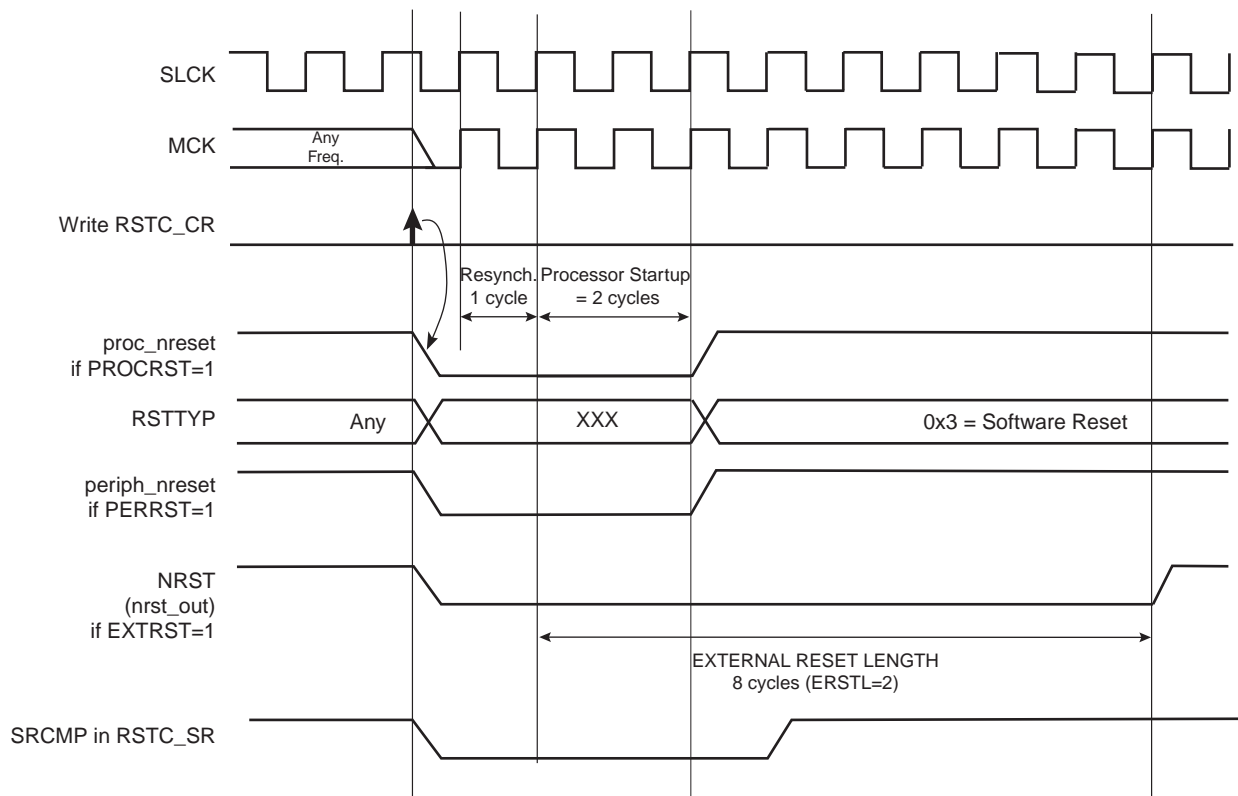 SLCK
MCK
Any
Freq.
Write RSTC_CR
Resynch.
1 cycle
Processor Startup
= 2 cycles
proc_nreset
if PROCRST=1
RSTTYP
Any
XXX
0x3 = Software Reset
periph_nreset
if PERRST=1
NRST
(nrst_out)
if EXTRST=1
EXTERNAL RESET LENGTH
8 cycles (ERSTL=2)
SRCMP in RSTC_SR